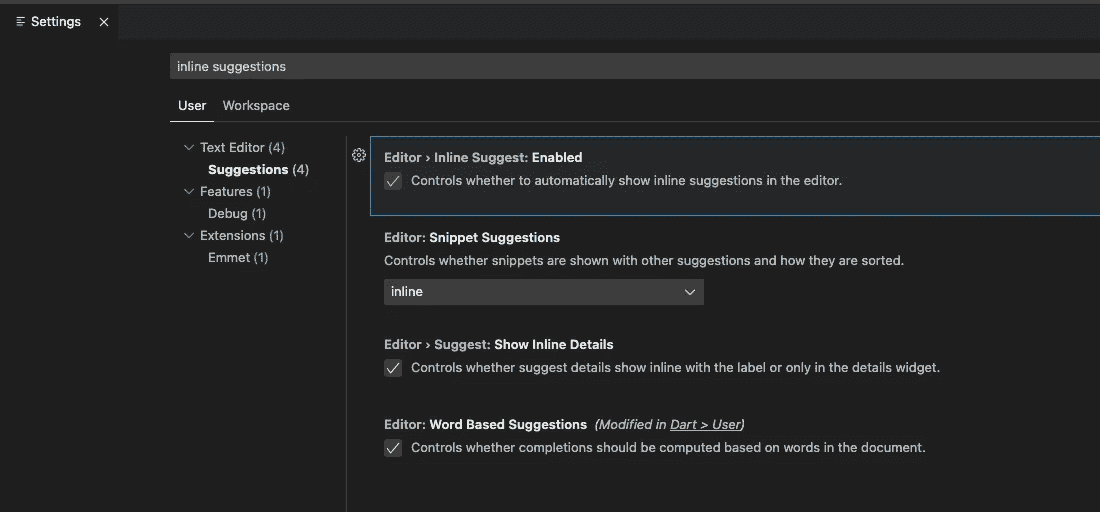 Settings
inline suggestions
User Workspace
Text Editor (4)
Suggestions (4)
Features (1)
Debug (1)
Extensions (1)
Emmet (1)
Editor › Inline Suggest: Enabled
Controls whether to automatically show inline suggestions in the editor.
Editor: Snippet Suggestions
Controls whether snippets are shown with other suggestions and how they are sorted.
inline
Editor › Suggest: Show Inline Details
Controls whether suggest details show inline with the label or only in the details widget.
Editor: Word Based Suggestions (Modified in Dart > User)
Controls whether completions should be computed based on words in the document.